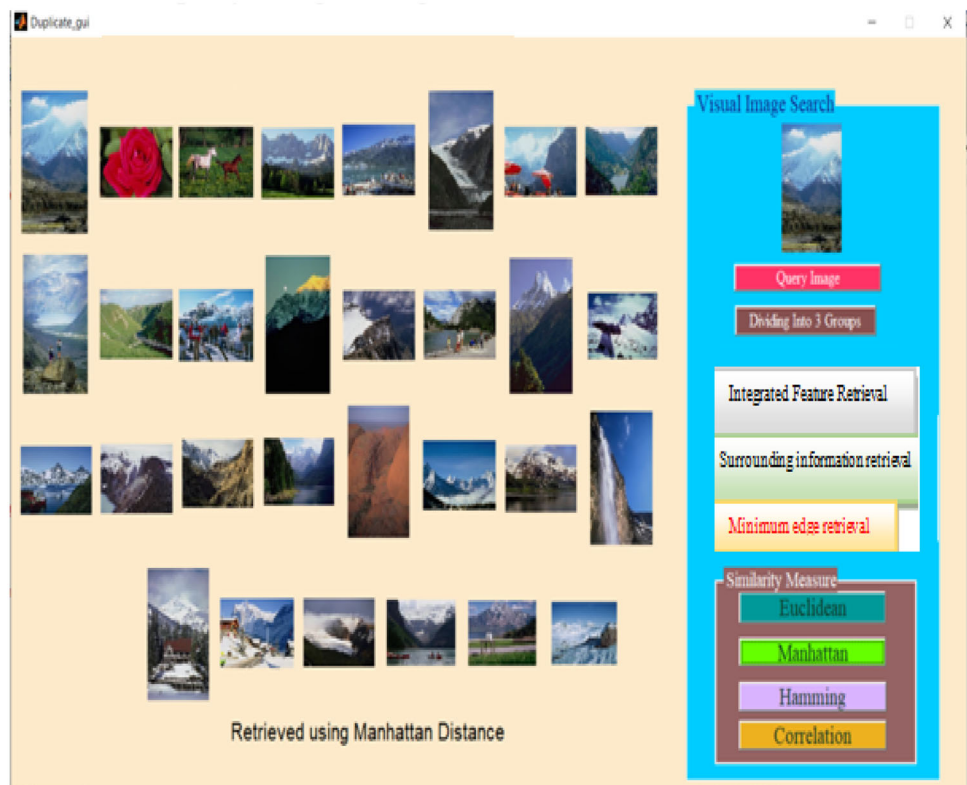 Duplicate_gui
Visual Image Search
Query Image
Dividing Into 3 Groups
Integrated Feature Retrieval
Surrounding information retrieval
Minimum edge retrieval
Similarity Measure
Euclidean
Manhattan
Hamming
Correlation
Retrieved using Manhattan Distance